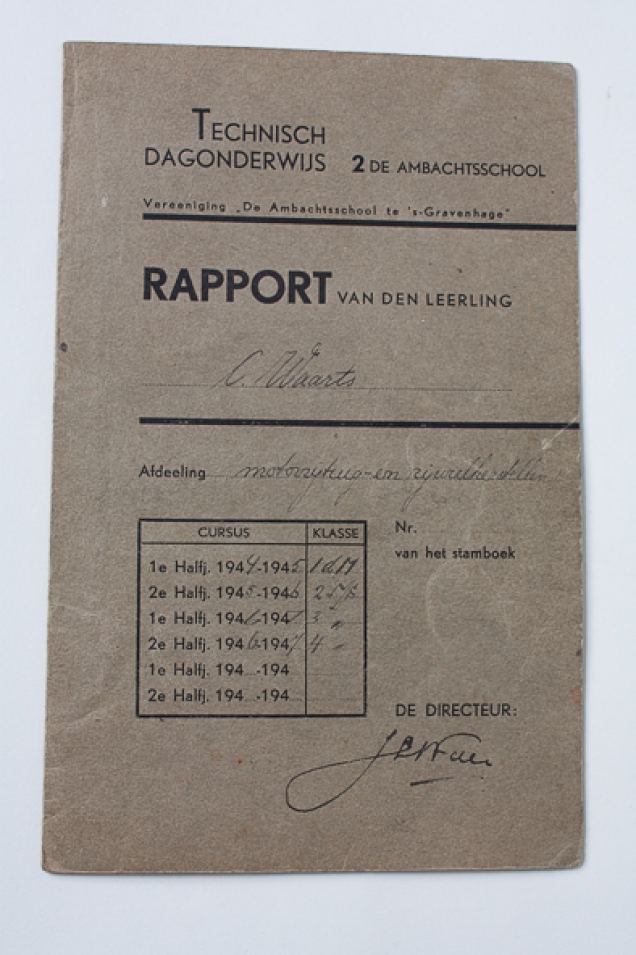 TECHNISCH
DAGONDERWIJS 2 DE AMBACHTSSCHOOL
Vereeniging „De Ambachtsschool te 's-Gravenhage"
RAPPORT VAN DEN LEERLING
C. Waarts
Afdeeling motorrijtuig- en rijwielhersteller
CURSUS KLASSE
1e Halfj. 1944-1945 1
2e Halfj. 1945-1946 2
1e Halfj. 1946-1947 3 "
2e Halfj. 1946-1947 4 "
1e Halfj. 194 -194
2e Halfj. 194 -194
Nr.
van het stamboek
DE DIRECTEUR: